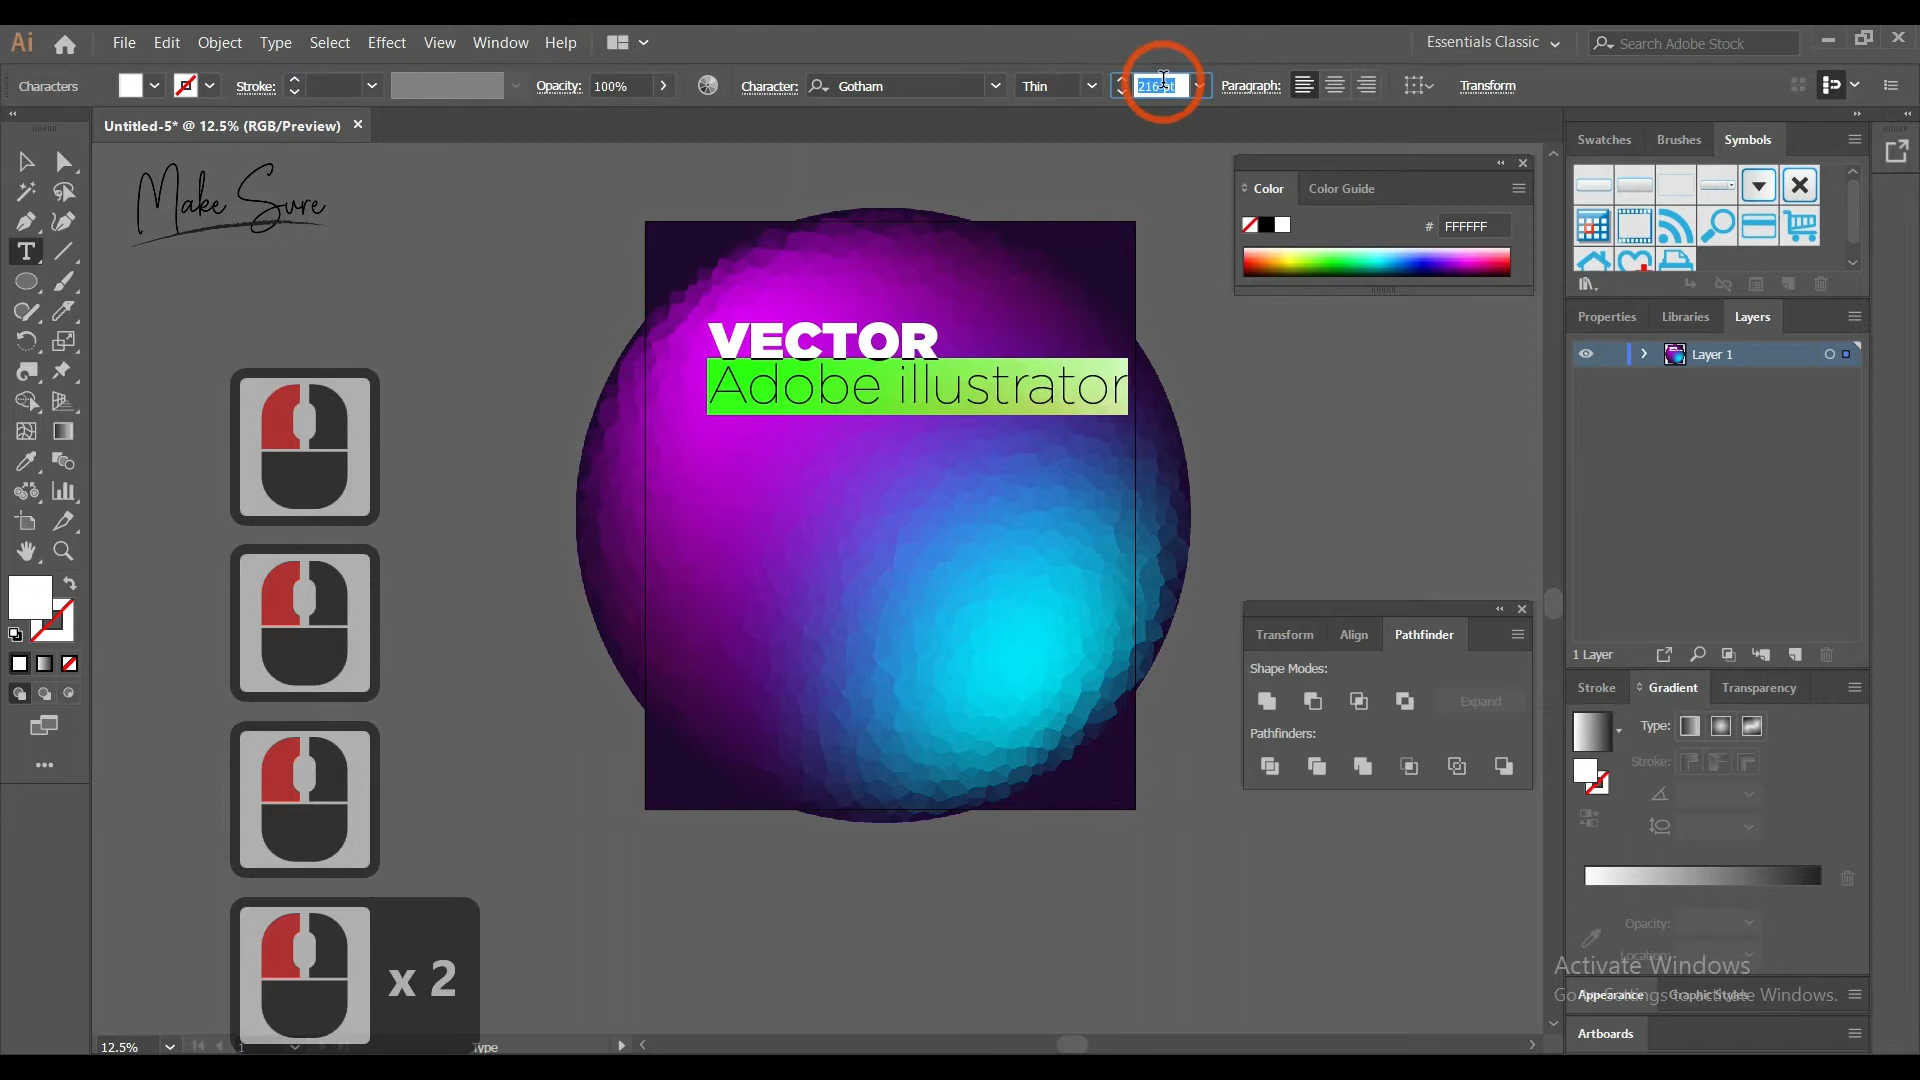 Ai File Edit Object Type Select Effect View Window Help Essentials Classic Search Adobe Stock
Characters Stroke: Opacity: 100% Character: Gotham Thin 216 pt Paragraph: Transform
Untitled-5* @ 12.5% (RGB/Preview)
Make Sure
VECTOR
Adobe illustrator
Color Color Guide
# FFFFFF
Swatches Brushes Symbols
Properties Libraries Layers
Layer 1
Transform Align Pathfinder
Shape Modes:
Expand
Pathfinders:
1 Layer
Stroke Gradient Transparency
Type:
Stroke:
Opacity:
Location:
Activate Windows
Go to Settings to activate Windows.
Appearance Graphic Styles
Artboards
x 2
12.5% 1 Type